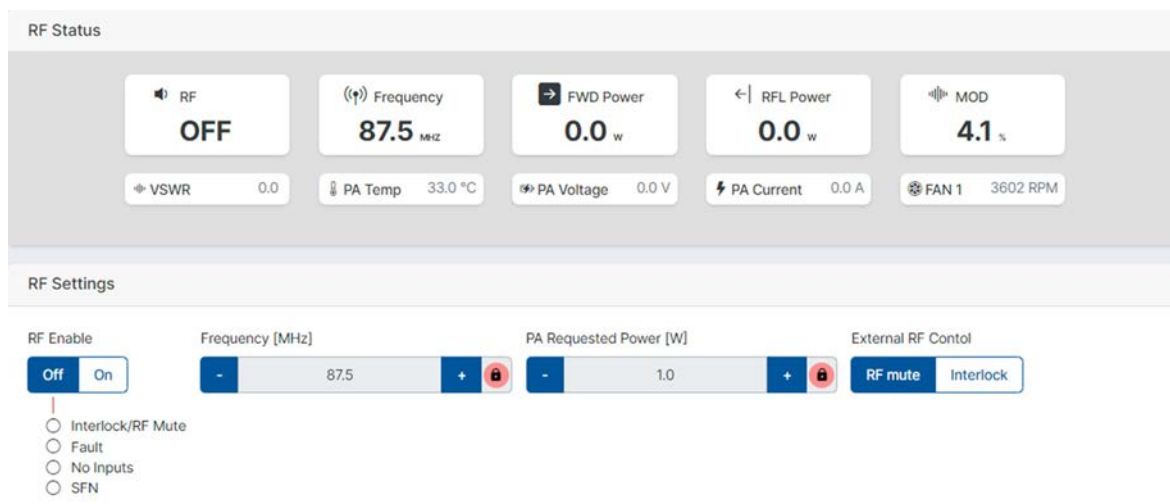 RF Status
RF
OFF
Frequency
87.5 MHZ
FWD Power
0.0 W
RFL Power
0.0 W
MOD
4.1 %
VSWR 0.0
PA Temp 33.0 °C
PA Voltage 0.0 V
PA Current 0.0 A
FAN 1 3602 RPM
RF Settings
RF Enable
Off On
Interlock/RF Mute
Fault
No Inputs
SFN
Frequency [MHz]
- 87.5 +
PA Requested Power [W]
- 1.0 +
External RF Contol
RF mute Interlock